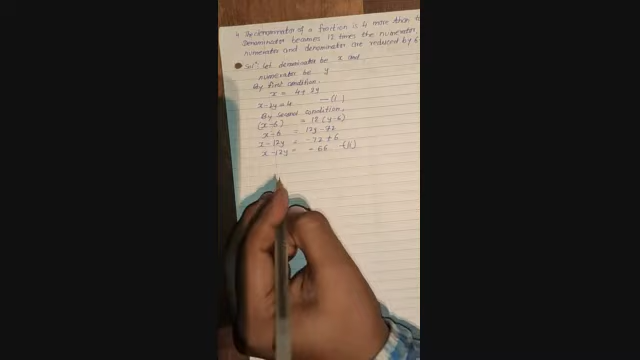 4. The denominator of a fraction is 4 more than
Denominator becomes 12 times the numerator,
numerator and denominator are reduced by 6
Solⁿ: Let denominator be x and
numerator be y
By first condition.
x = 4+2y
x-2y=4 —(i)
By second condition.
(x-6) = 12(y-6)
x-6 = 12y-72
x-12y = -72+6
x-12y = -66 -(ii)